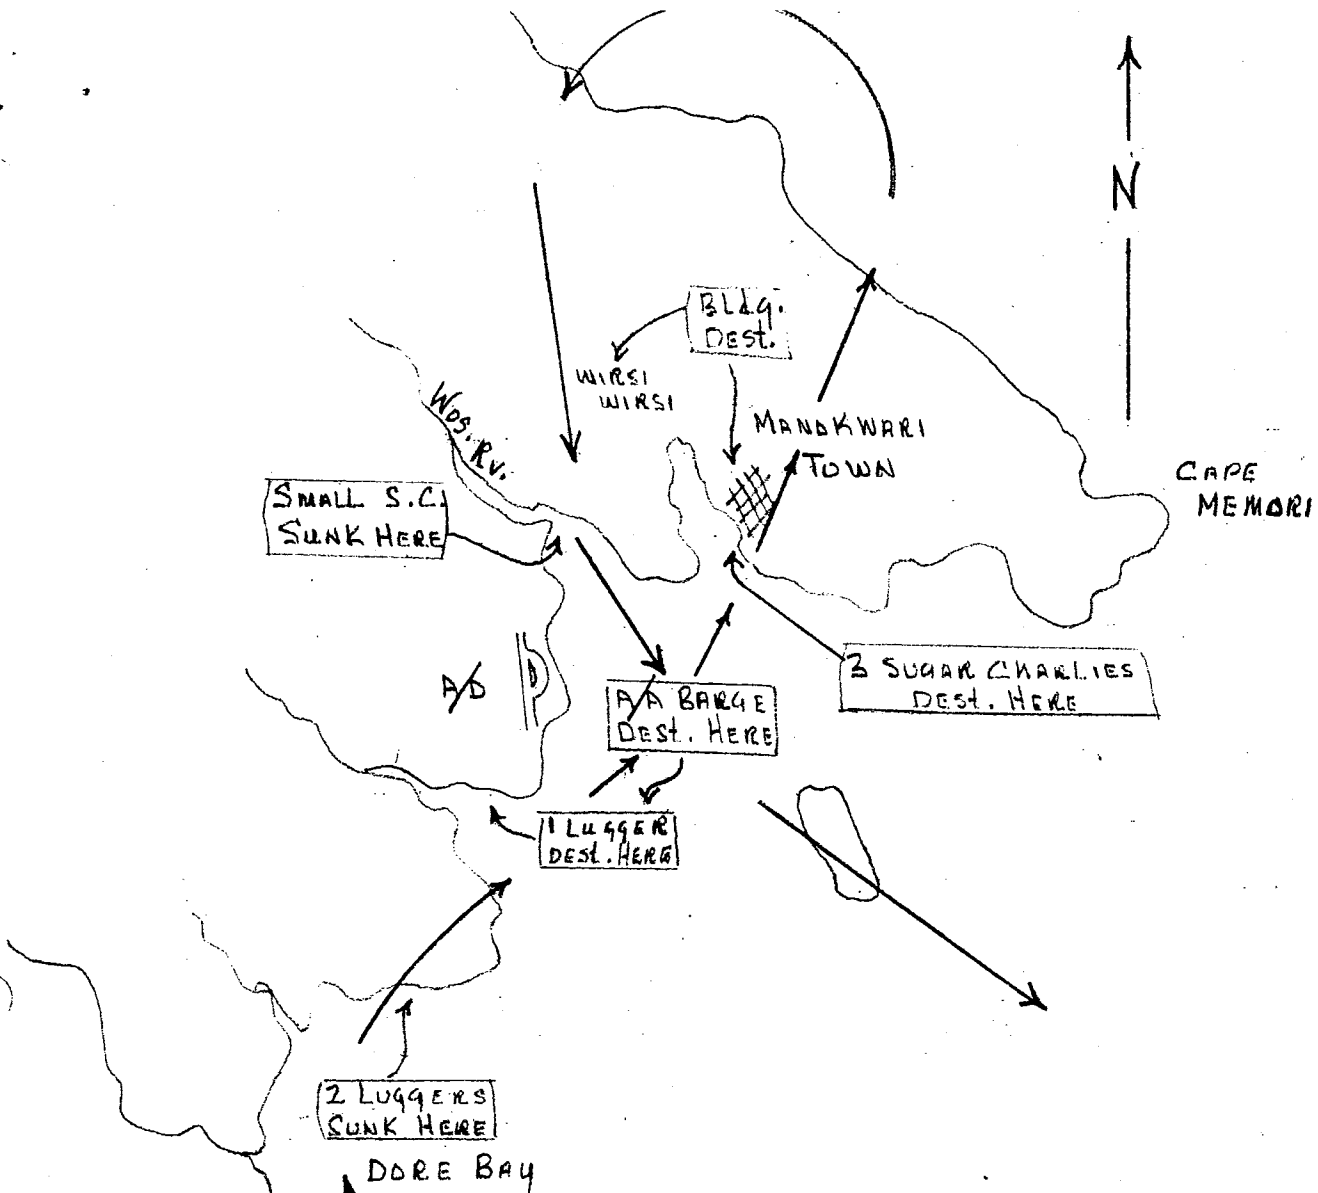 N
Bldg.
Dest.
Wirsi
Wirsi
Wos. Rv.
Manokwari
Town
Cape
Memori
Small S.C.
Sunk Here
3 Sugar Charlies
Dest. Here
A/D
A/A Barge
Dest. Here
1 Lugger
Dest. Here
2 Luggers
Sunk Here
Dore Bay